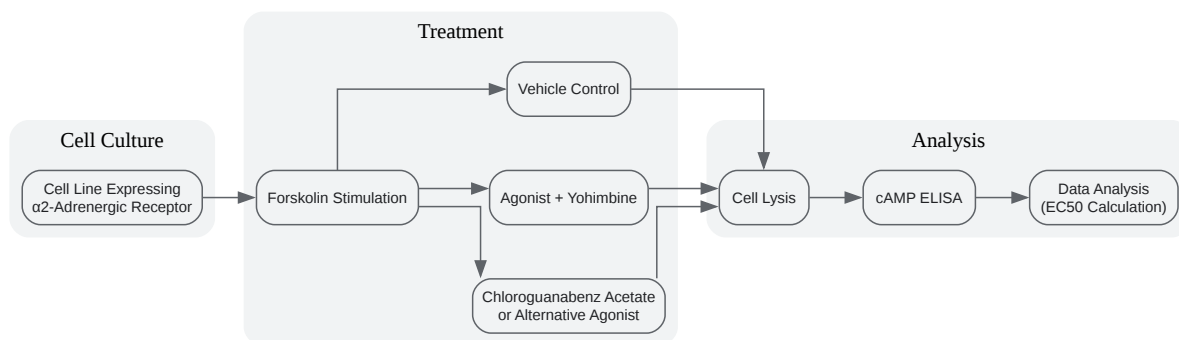 Treatment
Vehicle Control
Cell Culture
Analysis
Cell Line Expressing
α2-Adrenergic Receptor
Forskolin Stimulation
Agonist + Yohimbine
Cell Lysis
cAMP ELISA
Data Analysis
(EC50 Calculation)
Chloroguanabenz Acetate
or Alternative Agonist